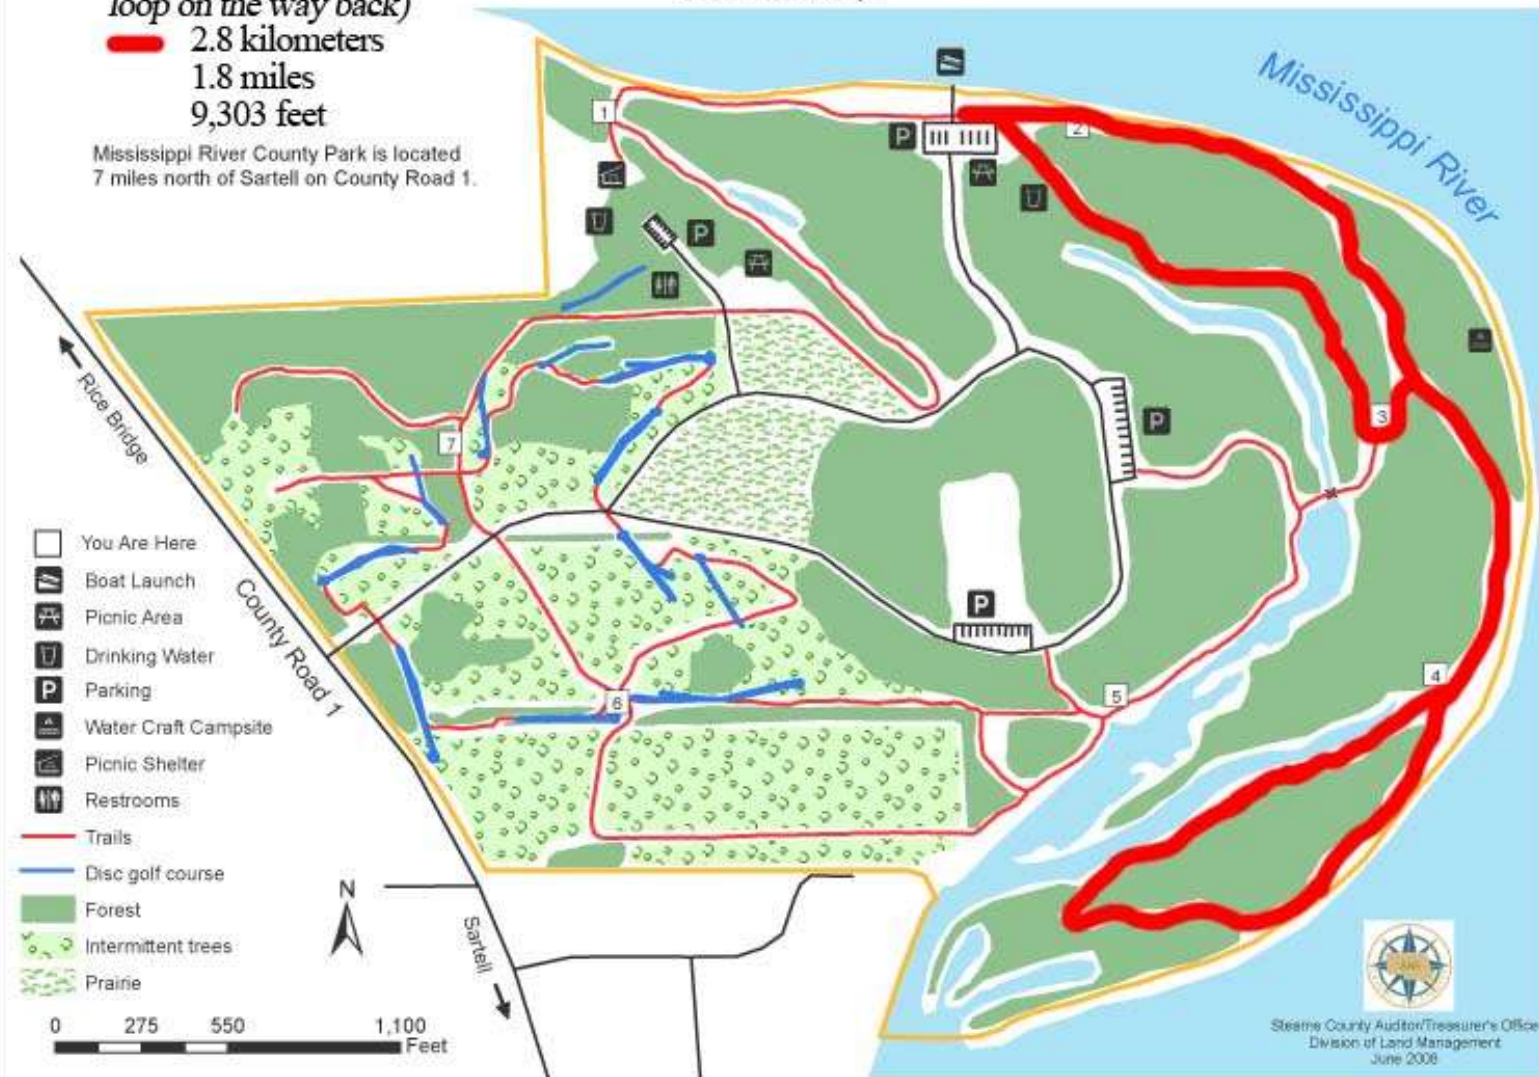 loop on the way back)
2.8 kilometers
1.8 miles
9,303 feet
Mississippi River County Park is located
7 miles north of Sartell on County Road 1.
Mississippi River
1
P
2
P
3
P
Rice Bridge
7
P
4
5
6
County Road 1
You Are Here
Boat Launch
Picnic Area
Drinking Water
P
Parking
Water Craft Campsite
Picnic Shelter
Restrooms
Trails
Disc golf course
Forest
Intermittent trees
Prairie
N
Sartell
0 275 550 1,100
Feet
Stearns County Auditor/Treasurer's Office
Division of Land Management
June 2008